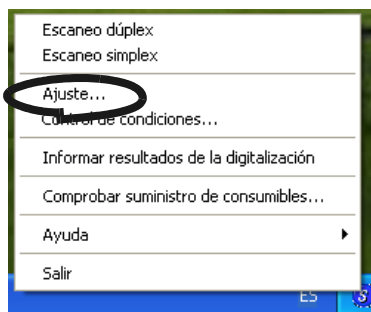 Escaneo dúplex
Escaneo simplex
Ajuste...
Control de condiciones...
Informar resultados de la digitalización
Comprobar suministro de consumibles...
Ayuda
Salir
ES
S